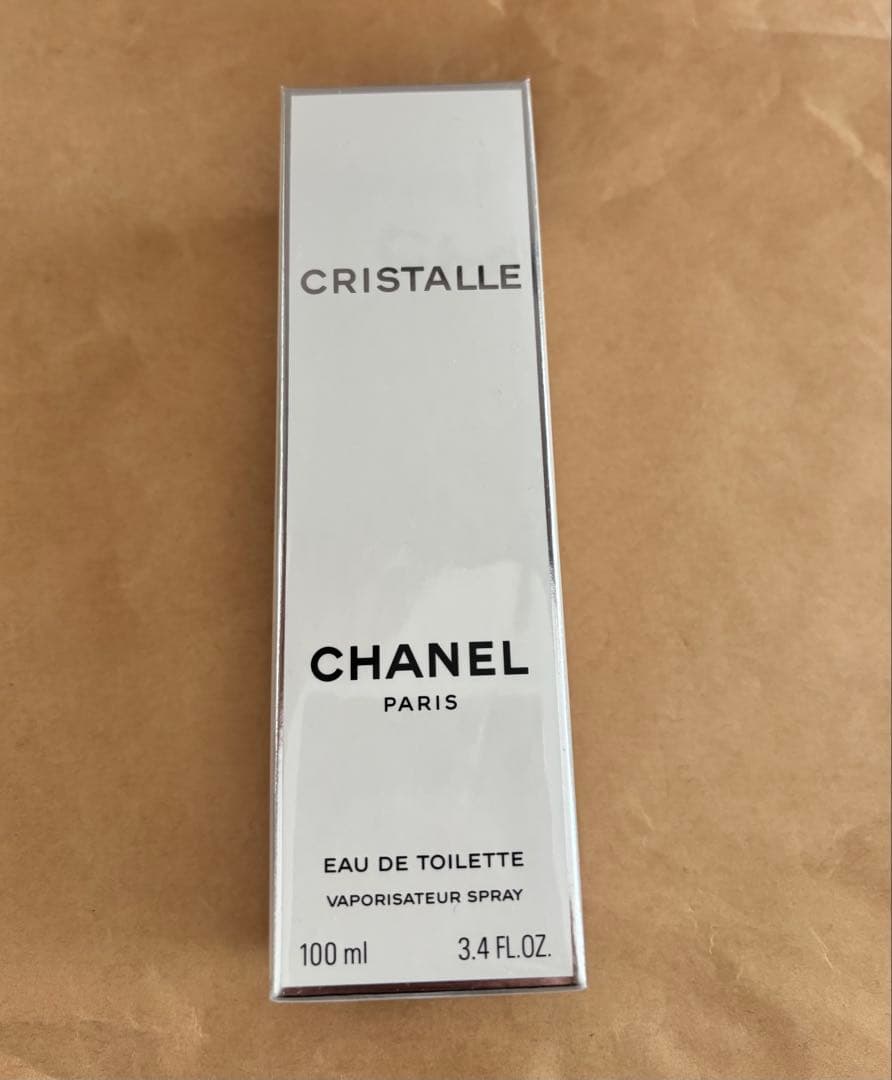 CRISTALLE
CHANEL
PARIS
EAU DE TOILETTE
VAPORISATEUR SPRAY
100 ml 3.4 FL.OZ.